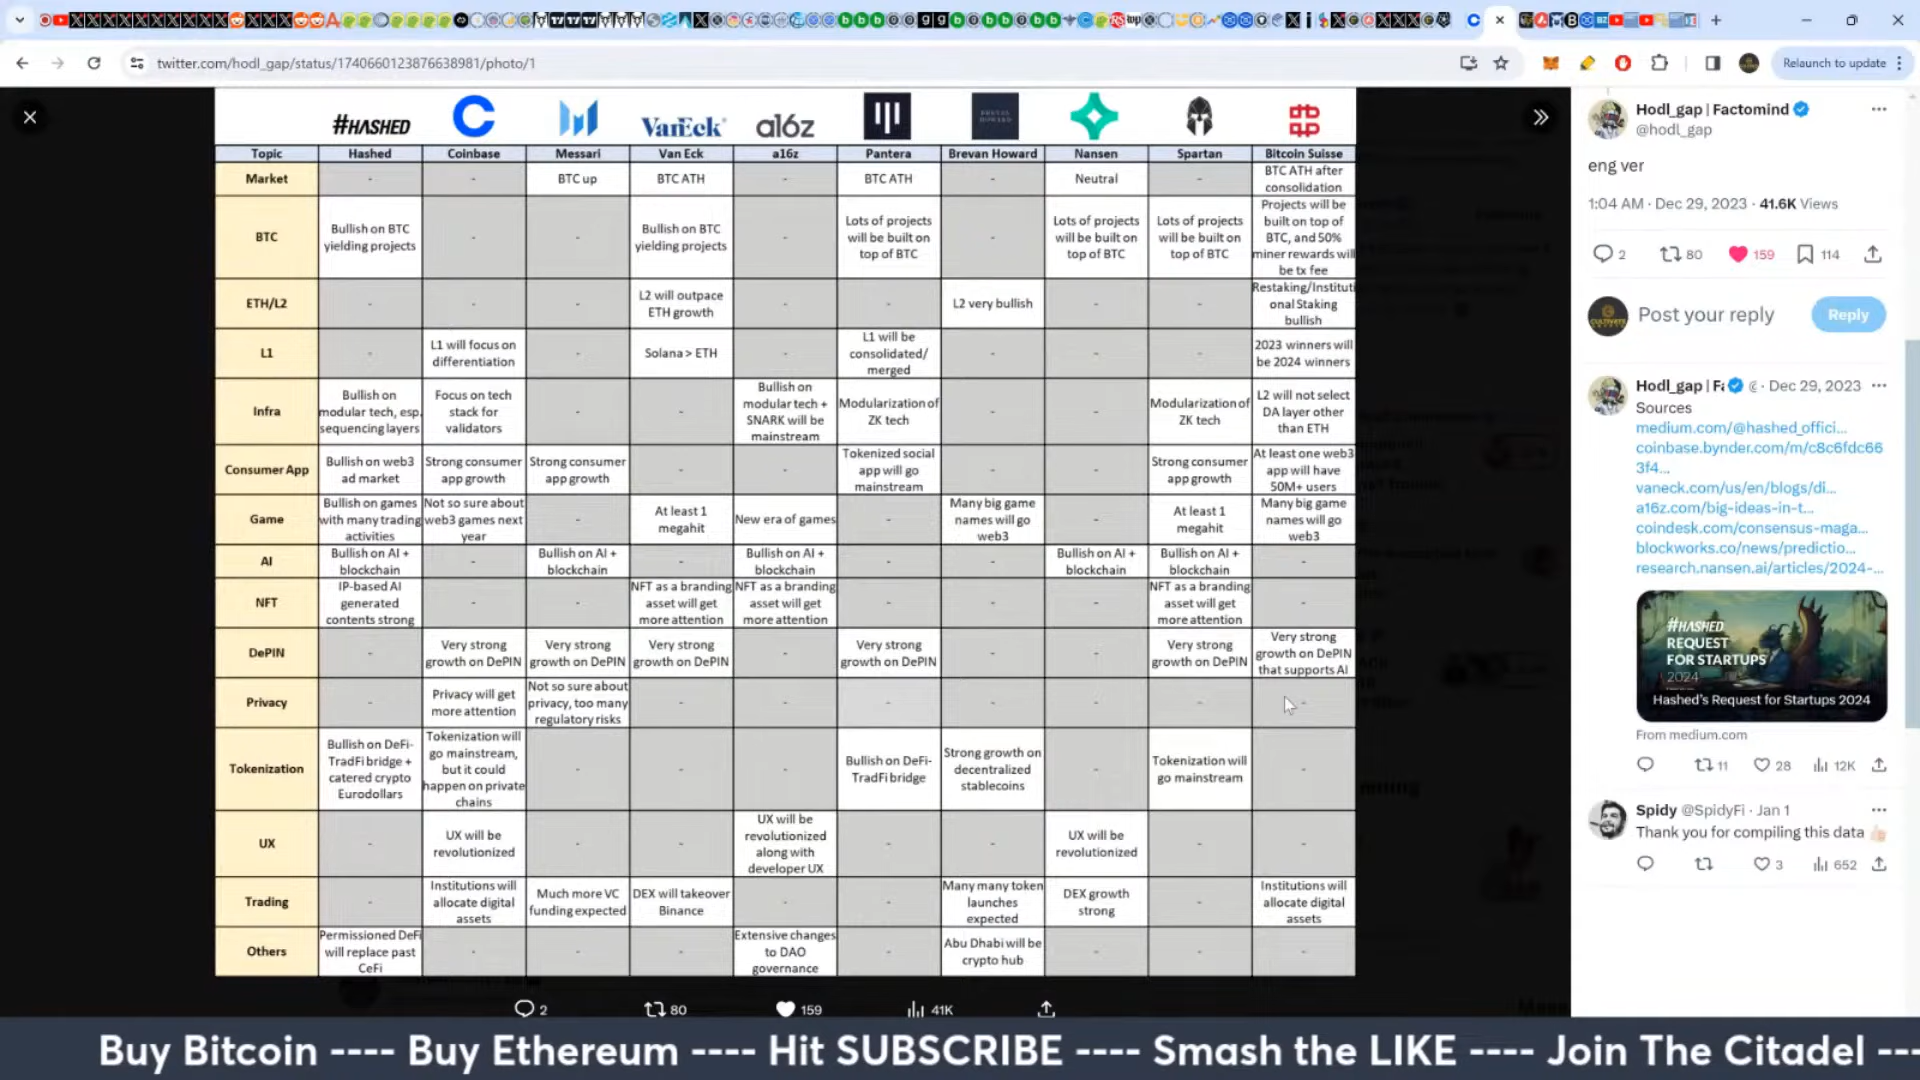 twitter.com/hodl_gap/status/1740660123876638981/photo/1
Relaunch to update
#HASHED
VanEck
a16z
BREVAN
HOWARD
Topic Hashed Coinbase Messari Van Eck a16z Pantera Brevan Howard Nansen Spartan Bitcoin Suisse
Market - - BTC up BTC ATH - BTC ATH - Neutral - BTC ATH after consolidation
BTC Bullish on BTC yielding projects - - Bullish on BTC yielding projects - Lots of projects will be built on top of BTC - Lots of projects will be built on top of BTC Lots of projects will be built on top of BTC Projects will be built on top of BTC, and 50% miner rewards will be tx fee
ETH/L2 - - - L2 will outpace ETH growth - - L2 very bullish - - Restaking/Institutional Staking bullish
L1 - L1 will focus on differentiation - Solana > ETH - L1 will be consolidated/merged - - - 2023 winners will be 2024 winners
Infra Bullish on modular tech, esp. sequencing layers Focus on tech stack for validators - - Bullish on modular tech + SNARK will be mainstream Modularization of ZK tech - - Modularization of ZK tech L2 will not select DA layer other than ETH
Consumer App Bullish on web3 ad market Strong consumer app growth Strong consumer app growth - - Tokenized social app will go mainstream - - Strong consumer app growth At least one web3 app will have 50M+ users
Game Bullish on games with many trading activities Not so sure about web3 games next year - At least 1 megahit New era of games - Many big game names will go web3 - At least 1 megahit Many big game names will go web3
AI Bullish on AI + blockchain - Bullish on AI + blockchain - Bullish on AI + blockchain - - Bullish on AI + blockchain Bullish on AI + blockchain -
NFT IP-based AI generated contents strong - - NFT as a branding asset will get more attention NFT as a branding asset will get more attention - - - NFT as a branding asset will get more attention -
DePIN - Very strong growth on DePIN Very strong growth on DePIN Very strong growth on DePIN - Very strong growth on DePIN - - Very strong growth on DePIN Very strong growth on DePIN that supports AI
Privacy - Privacy will get more attention Not so sure about privacy, too many regulatory risks - - - - - - -
Tokenization Bullish on DeFi-TradFi bridge + catered crypto Eurodollars Tokenization will go mainstream, but it could happen on private chains - - - Bullish on DeFi-TradFi bridge Strong growth on decentralized stablecoins - Tokenization will go mainstream -
UX - UX will be revolutionized - - UX will be revolutionized along with developer UX - - UX will be revolutionized - -
Trading - Institutions will allocate digital assets Much more VC funding expected DEX will takeover Binance - - Many many token launches expected DEX growth strong - Institutions will allocate digital assets
Others Permissioned DeFi will replace past CeFi - - - Extensive changes to DAO governance - Abu Dhabi will be crypto hub - - -
2 80 159 41K
Hodl_gap | Factomind
@hodl_gap
eng ver
1:04 AM · Dec 29, 2023 · 41.6K Views
2 80 159 114
Post your reply
Reply
Hodl_gap | Fa @ · Dec 29, 2023
Sources
medium.com/@hashed_offici...
coinbase.bynder.com/m/c8c6fdc66
3f4...
vaneck.com/us/en/blogs/di...
a16z.com/big-ideas-in-t...
coindesk.com/consensus-maga...
blockworks.co/news/predictio...
research.nansen.ai/articles/2024-...
#HASHED
REQUEST
FOR STARTUPS
2024
Hashed's Request for Startups 2024
From medium.com
11 28 12K
Spidy @SpidyFi · Jan 1
Thank you for compiling this data
3 652
Buy Bitcoin ---- Buy Ethereum ---- Hit SUBSCRIBE ---- Smash the LIKE ---- Join The Citadel ---